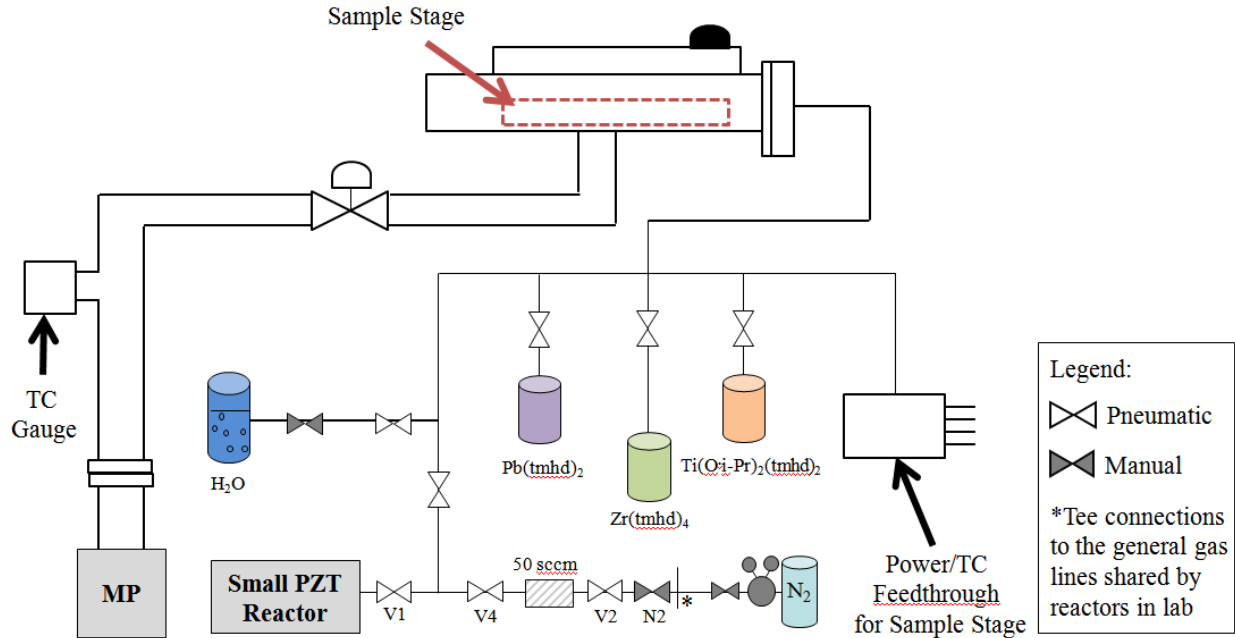 Sample Stage
TC
Gauge
H₂O
Pb(tmhd)₂
Zr(tmhd)₄
Ti(O:i-Pr)₂(tmhd)₂
MP
Small PZT
Reactor
V1
V4
50 sccm
V2
N2
*
N₂
Power/TC
Feedthrough
for Sample Stage
Legend:
Pneumatic
Manual
*Tee connections
to the general gas
lines shared by
reactors in lab